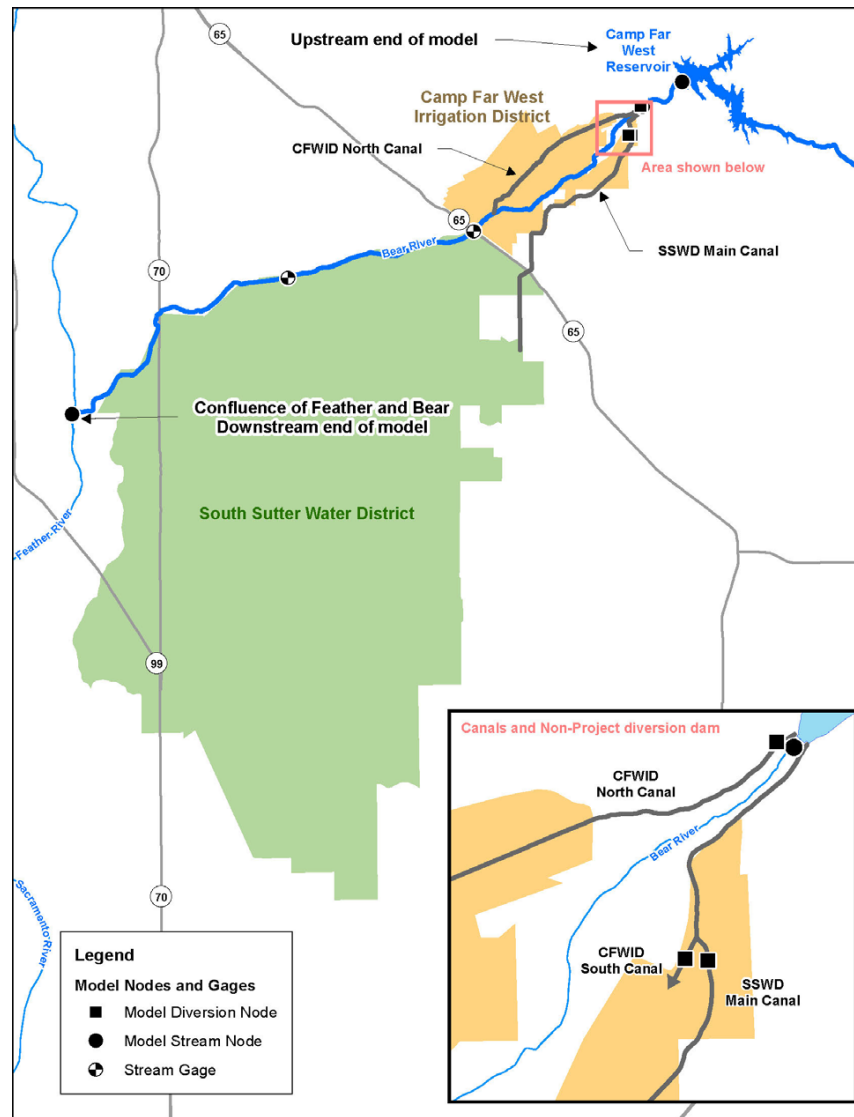 65
Upstream end of model
Camp Far
West
Reservoir
Camp Far West
Irrigation District
CFWID North Canal
Area shown below
65
Bear River
SSWD Main Canal
70
65
Confluence of Feather and Bear
Downstream end of model
South Sutter Water District
Feather River
99
70
Sacramento River
Legend
Model Nodes and Gages
Model Diversion Node
Model Stream Node
Stream Gage
Canals and Non-Project diversion dam
CFWID
North Canal
Bear River
CFWID
South Canal
SSWD
Main Canal